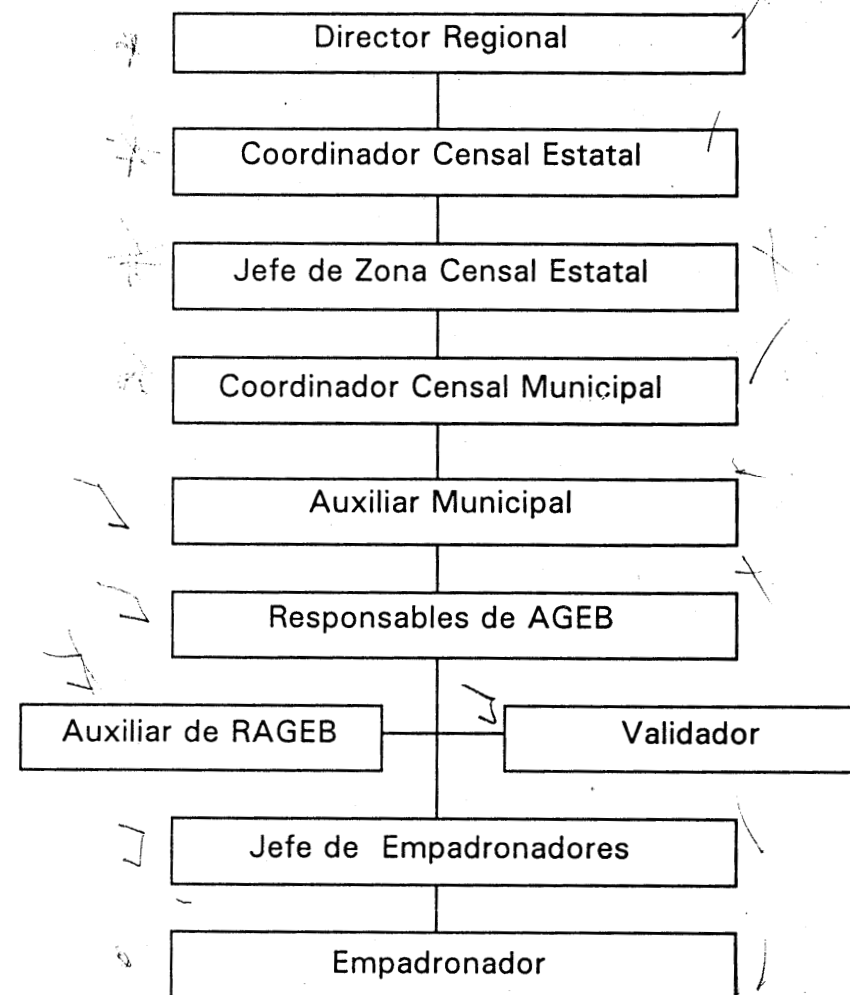 Director Regional
Coordinador Censal Estatal
Jefe de Zona Censal Estatal
Coordinador Censal Municipal
Auxiliar Municipal
Responsables de AGEB
Auxiliar de RAGEB
Validador
Jefe de Empadronadores
Empadronador